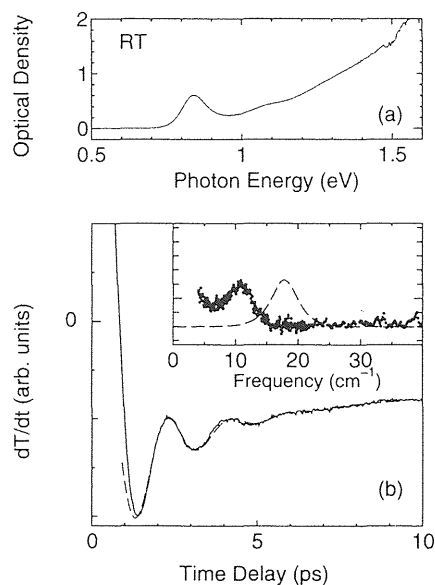 2
1
0
Optical Density
RT
(a)
0.5
1
1.5
Photon Energy (eV)
0
dT/dt (arb. units)
0
10
20
30
Frequency (cm⁻¹)
(b)
0
5
10
Time Delay (ps)